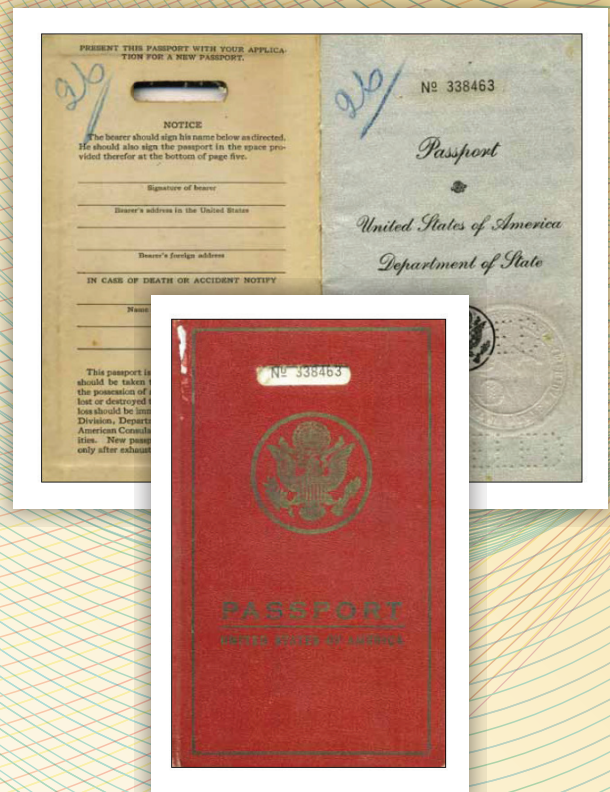 PRESENT THIS PASSPORT WITH YOUR APPLICA-
TION FOR A NEW PASSPORT.
26
NOTICE
The bearer should sign his name below as directed.
He should also sign the passport in the space pro-
vided therefor at the bottom of page five.
Signature of bearer
Bearer's address in the United States
Bearer's foreign address
IN CASE OF DEATH OR ACCIDENT NOTIFY
Name
This passport is
should be taken
the possession of
lost or destroyed
loss should be
Division, Depart
American Consula
ities. New passp
only after exhaust
26
Nº 338463
Passport
United States of America
Department of State
Nº 338463
PASSPORT
UNITED STATES OF AMERICA